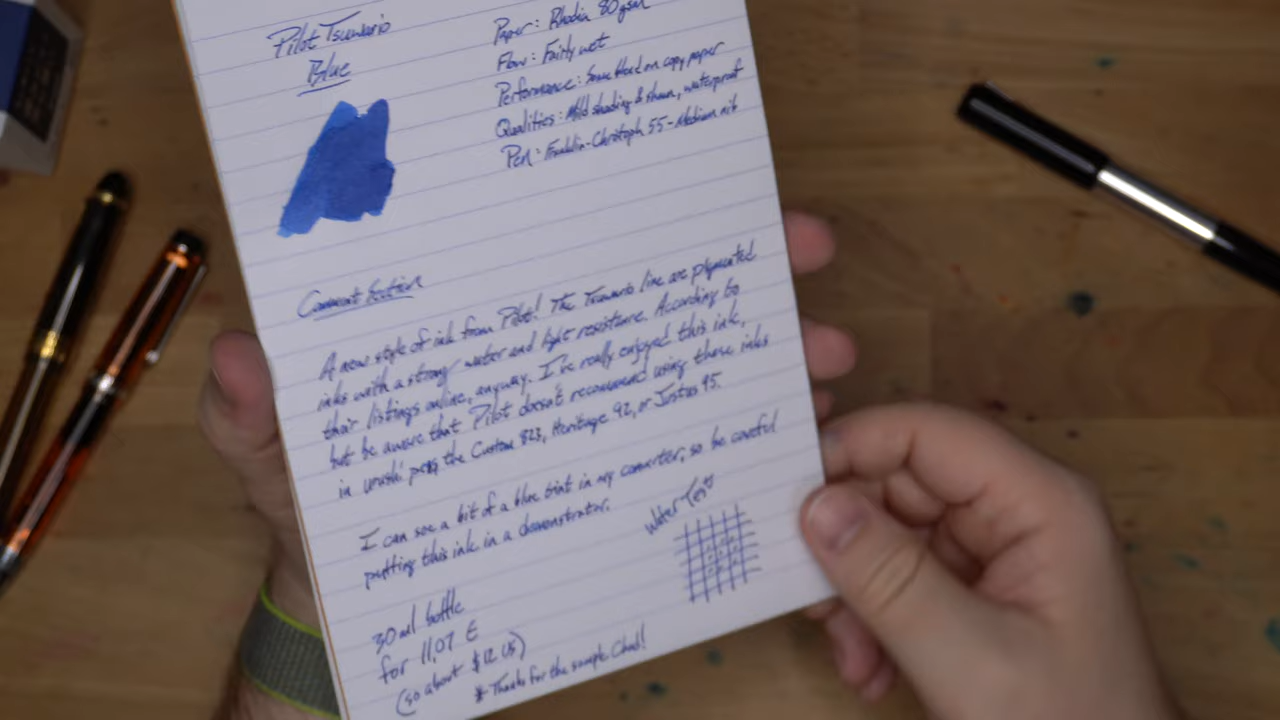 Pilot Tsuwairo
Blue
Paper: Rhodia 80gsm
Flow: Fairly wet
Performance: Some bleed on copy paper
Qualities: Mild shading & sheen, waterproof
Pen: Franklin-Christoph 55-Medium nib
Comment Section
A new style of ink from Pilot! The Tsuwairo line are pigmented
inks with a strong water and light resistance. According to
their listings online, anyway. I've really enjoyed this ink,
but be aware that Pilot doesn't recommend using these inks
in urushi pens, the Custom 823, Heritage 92, or Justus 95.
I can see a bit of a blue tint in my converter, so be careful
putting this ink in a demonstrator.
Water Test
30ml bottle
for 11,07 €
(so about $12 US)
* Thanks for the sample Chad!